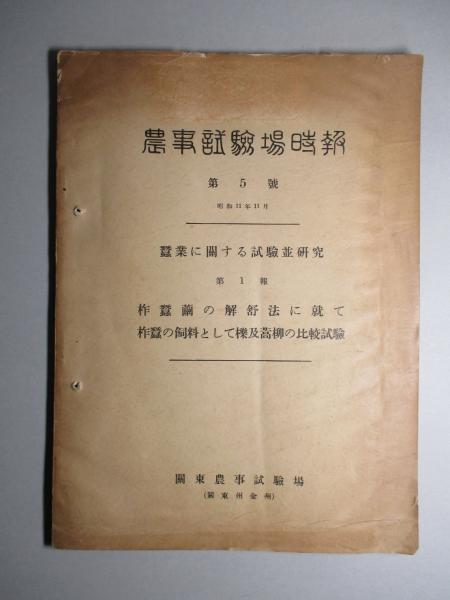 農事試驗場時報
第5號
昭和11年11月
蠶業に關する試驗並研究
第1報
柞蠶繭の解舒法に就て
柞蠶の飼料として櫟及蒿柳の比較試驗
關東農事試驗場
(關東州金州)